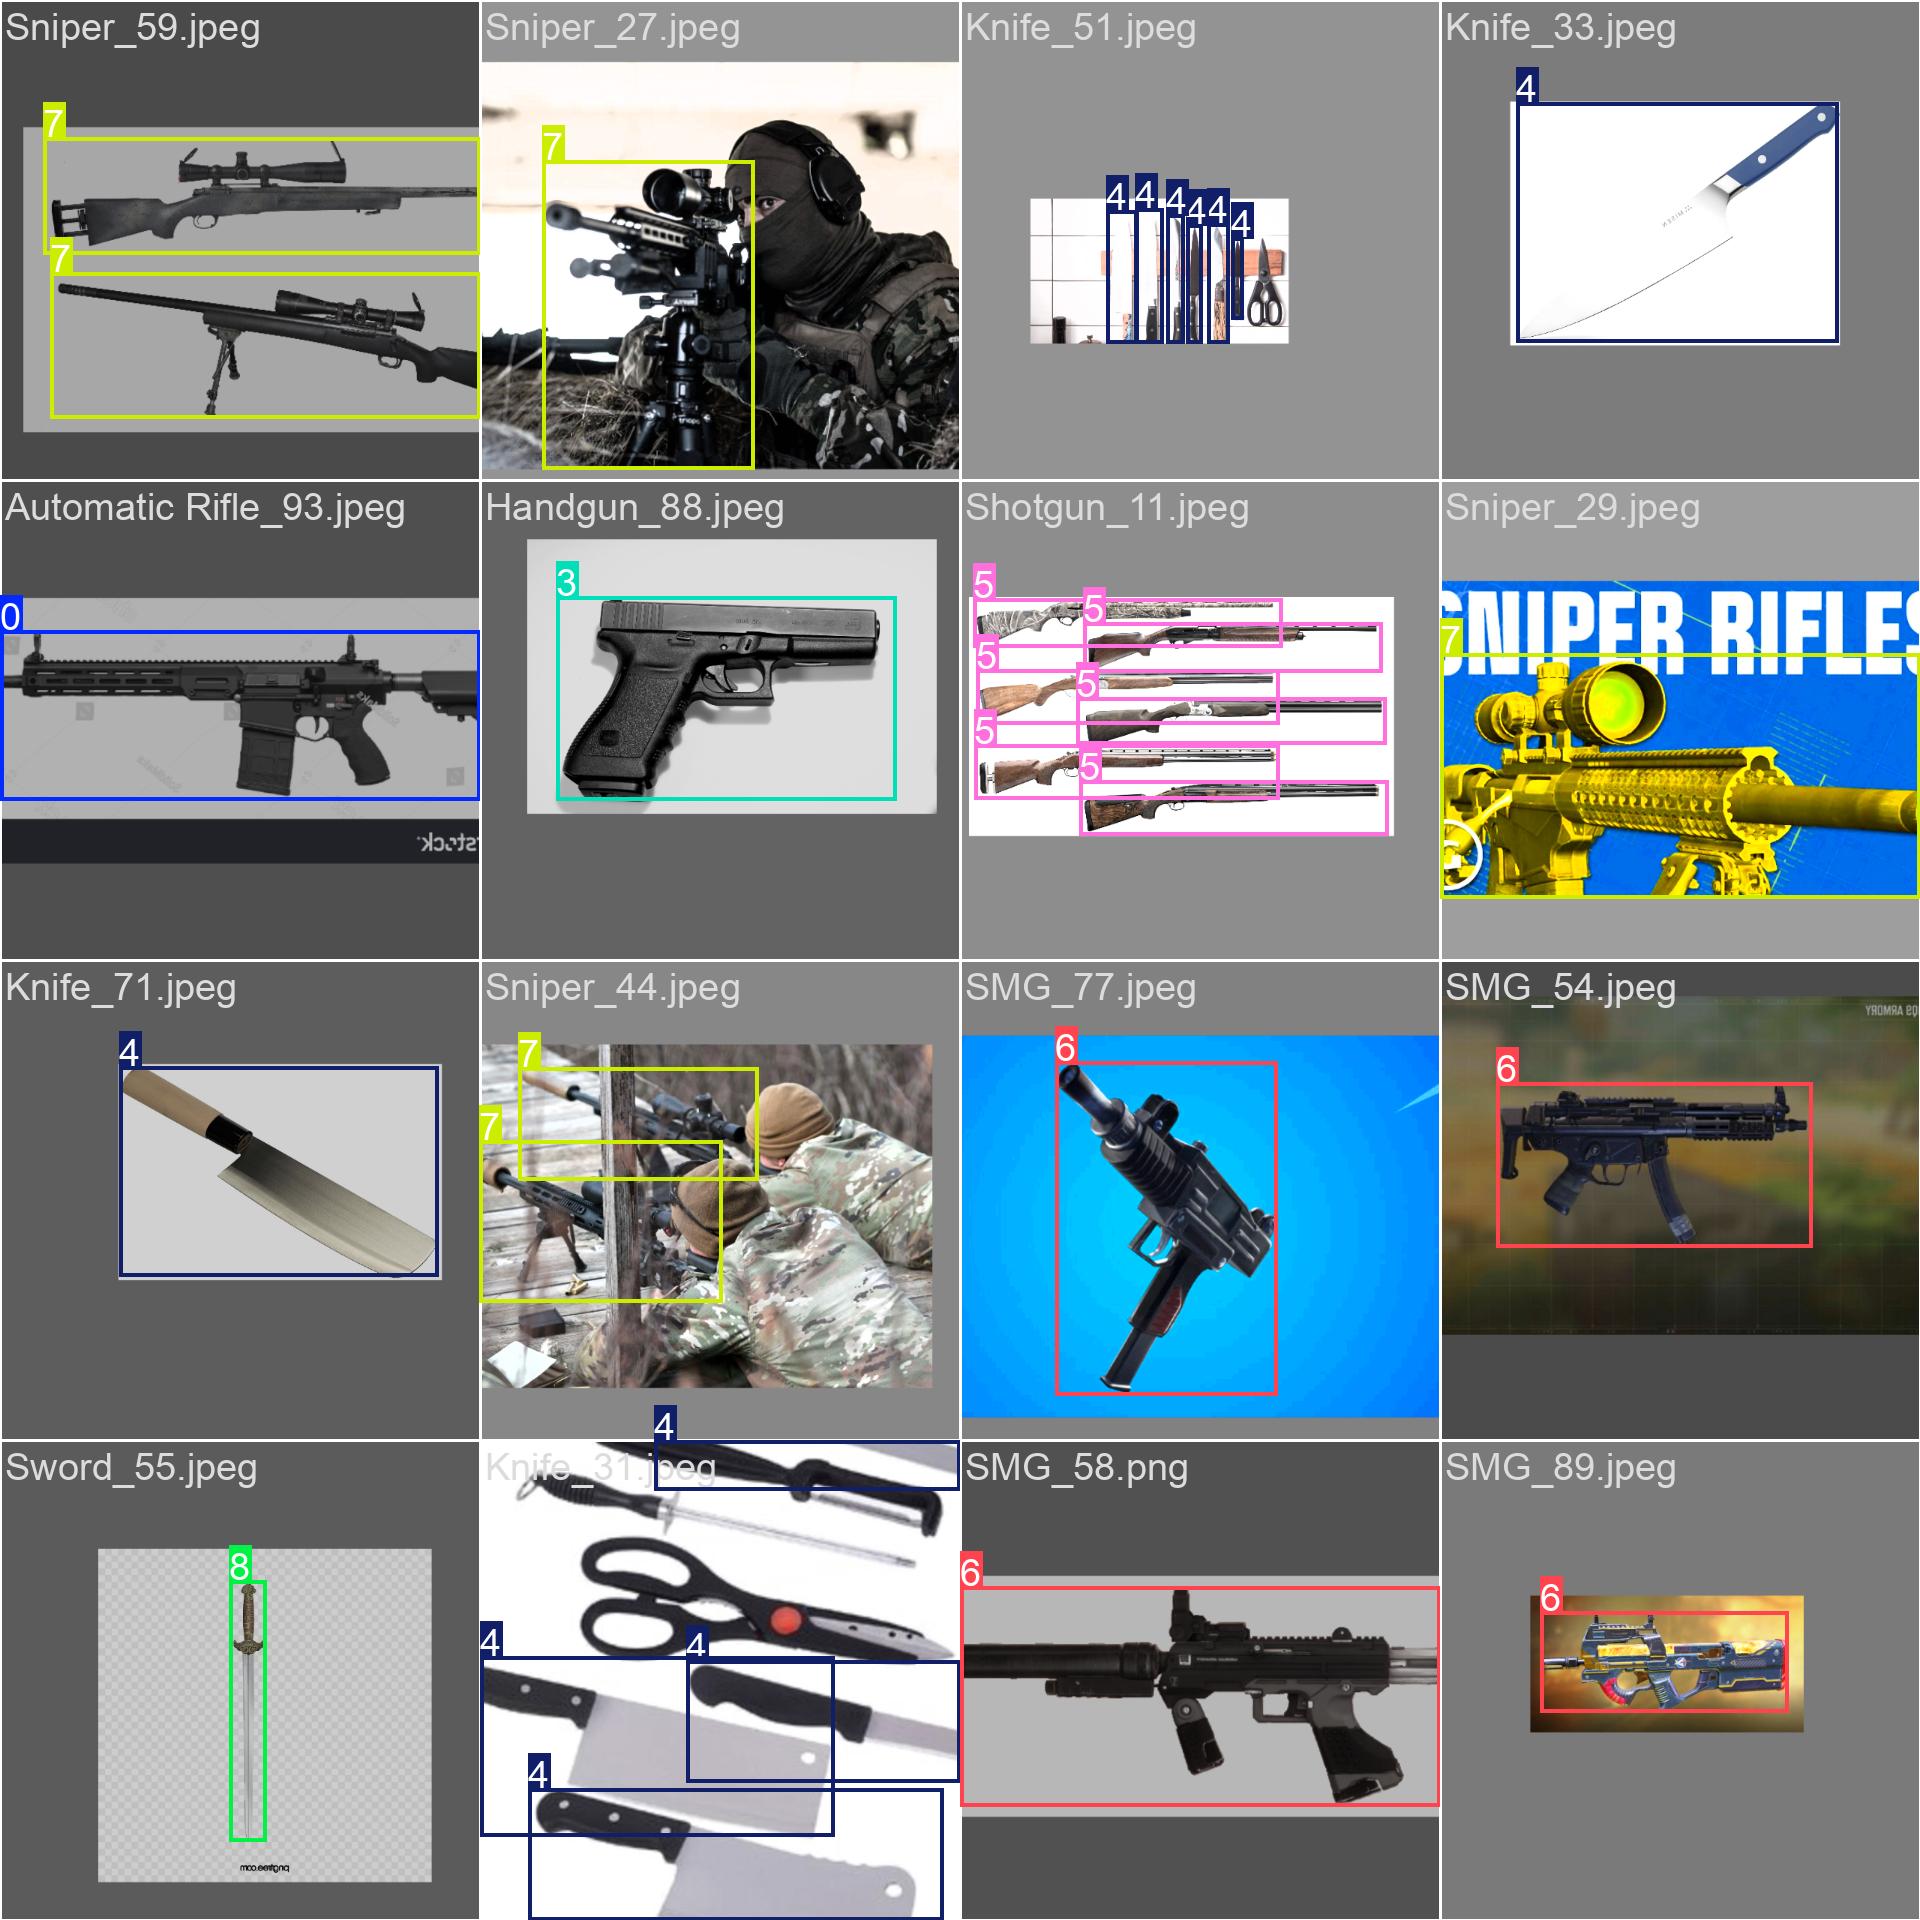 Sniper_59.jpeg
Sniper_27.jpeg
Knife_51.jpeg
Knife_33.jpeg
7
7
7
4
4
4
4
4
4
4
Automatic Rifle_93.jpeg
Handgun_88.jpeg
Shotgun_11.jpeg
Sniper_29.jpeg
0
3
5
5
5
5
5
5
SNIPER RIFLES
7
Knife_71.jpeg
Sniper_44.jpeg
SMG_77.jpeg
SMG_54.jpeg
4
7
7
6
6
Sword_55.jpeg
Knife_31.jpeg
SMG_58.png
SMG_89.jpeg
8
pngtree.com
4
4
4
4
6
6